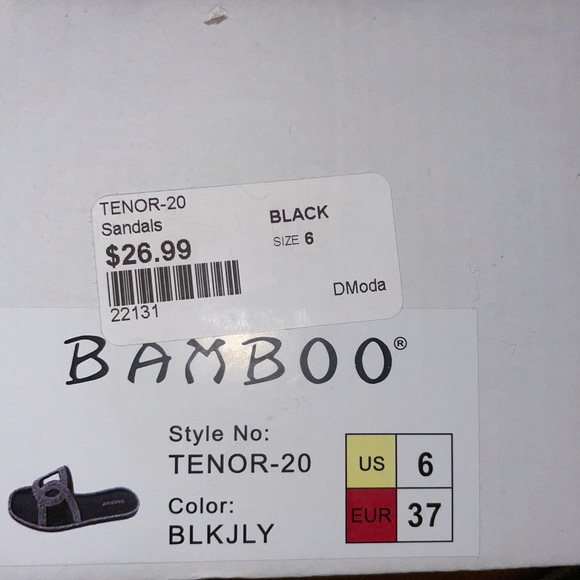 TENOR-20
Sandals
$26.99
22131
BLACK
SIZE 6
DModa
BAMBOO®
Style No:
TENOR-20
Color:
BLKJLY
US 6
EUR 37